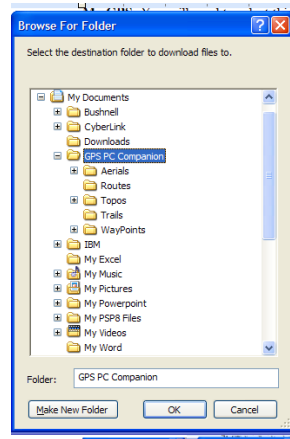 Browse For Folder
Select the destination folder to download files to.
My Documents
Bushnell
CyberLink
Downloads
GPS PC Companion
Aerials
Routes
Topos
Trails
WayPoints
IBM
My Excel
My Music
My Pictures
My Powerpoint
My PSP8 Files
My Videos
My Word
Folder: GPS PC Companion
Make New Folder OK Cancel